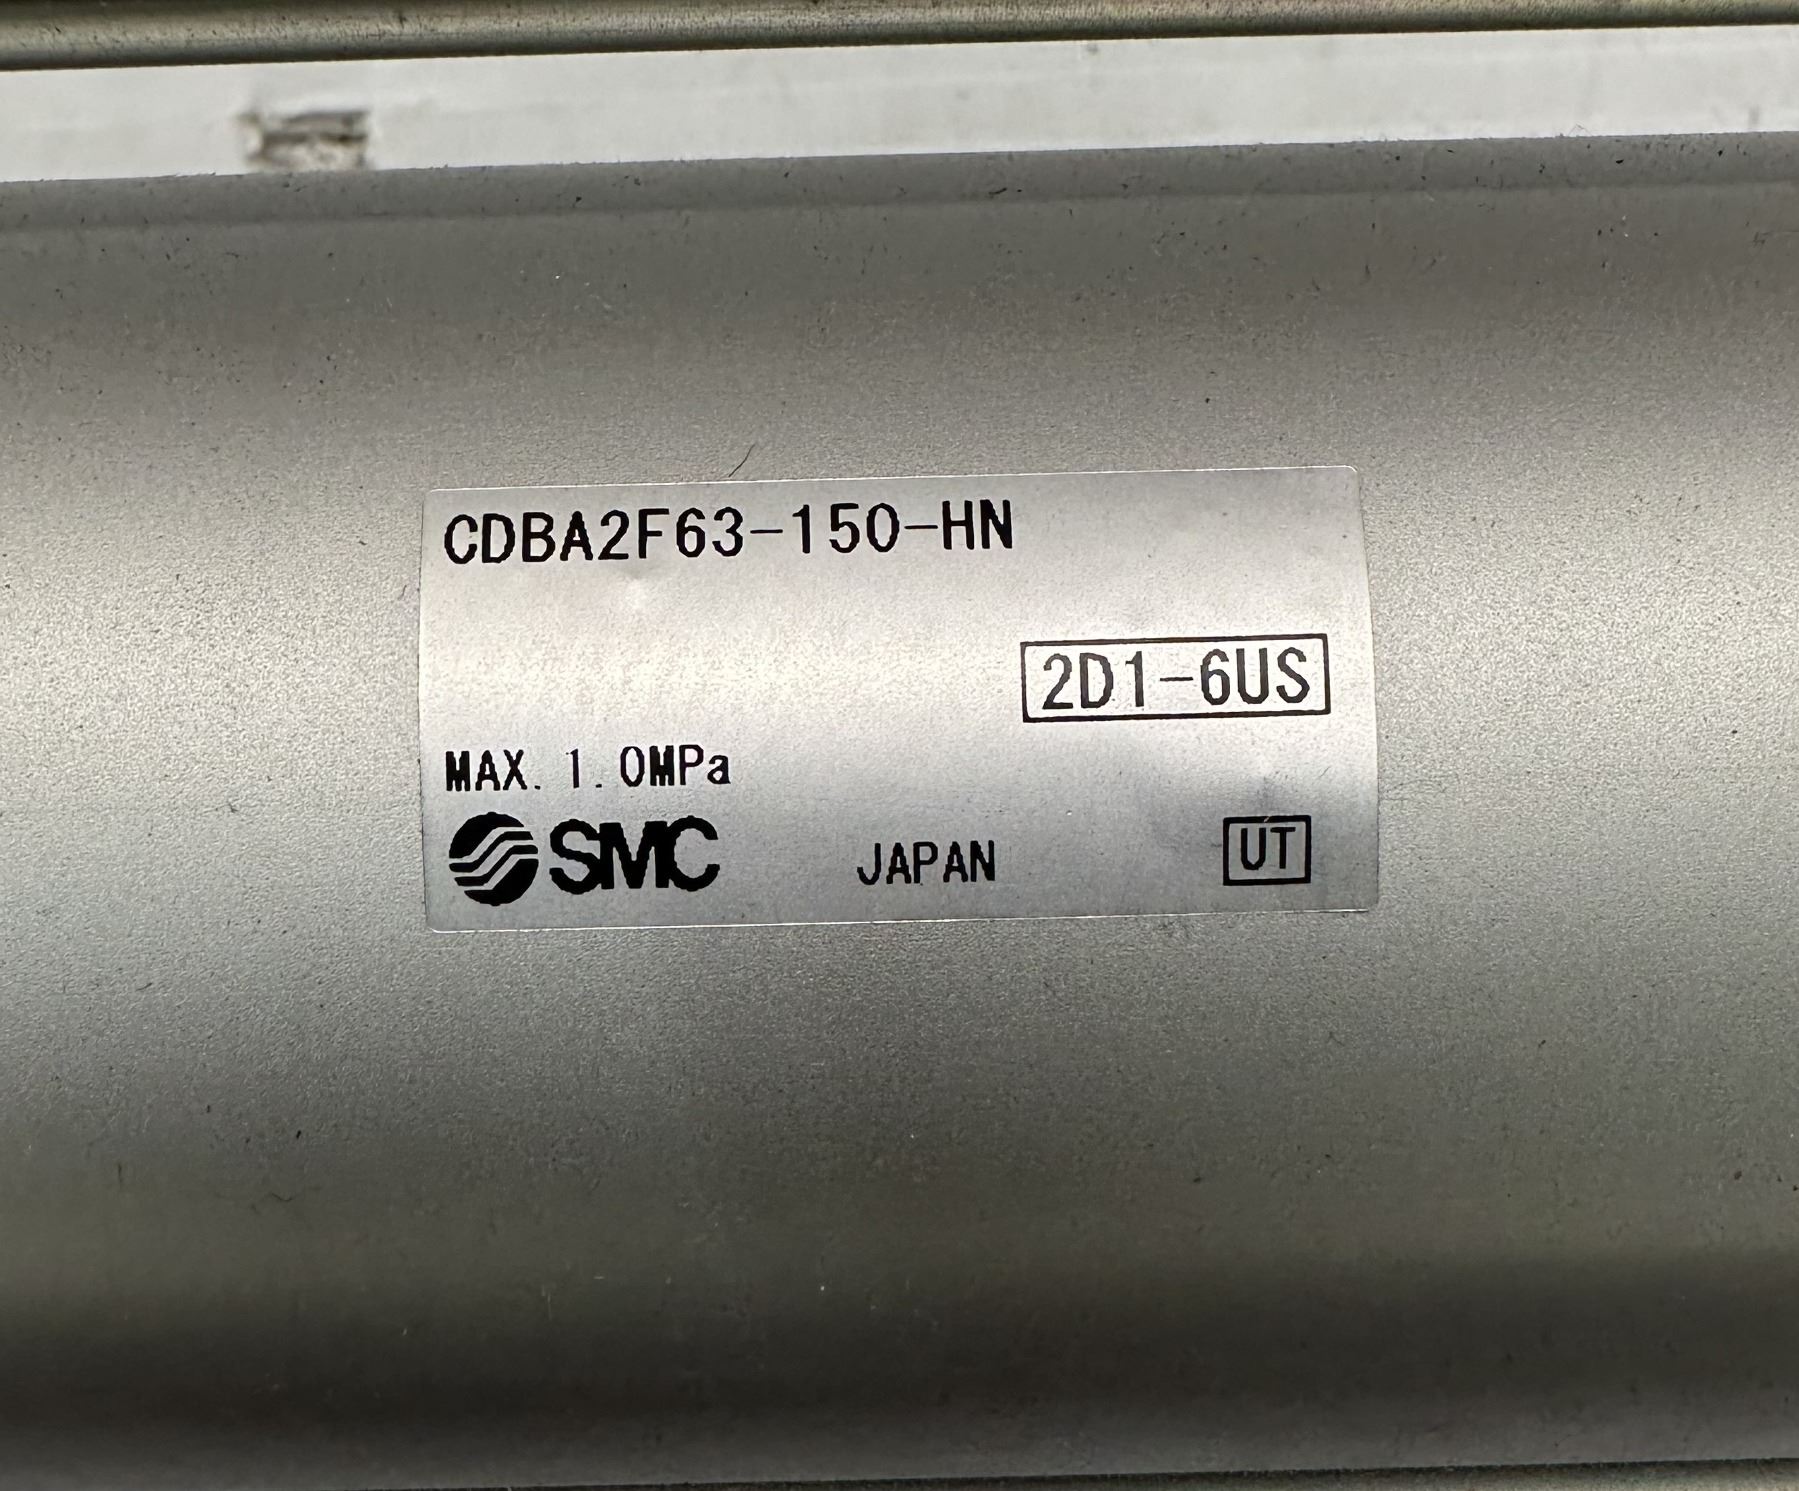 CDBA2F63-150-HN
2D1-6US
MAX. 1.0MPa
SMC JAPAN UT